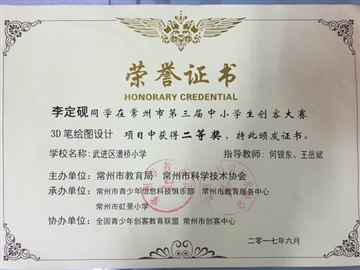 荣誉证书
HONORARY CREDENTIAL
李定砚同学在常州市第三届中小学生创客大赛
3D笔绘图设计 项目中获得二等奖，特此颁发证书。
学校名称：武进区漕桥小学 指导教师：何银东、王岳斌
主办单位：常州市教育局 常州市科学技术协会
承办单位：常州市青少年信息科技俱乐部 常州市教育服务中心
常州市虹景小学
协办单位：全国青少年创客教育联盟 常州市创客中心
二零一七年六月